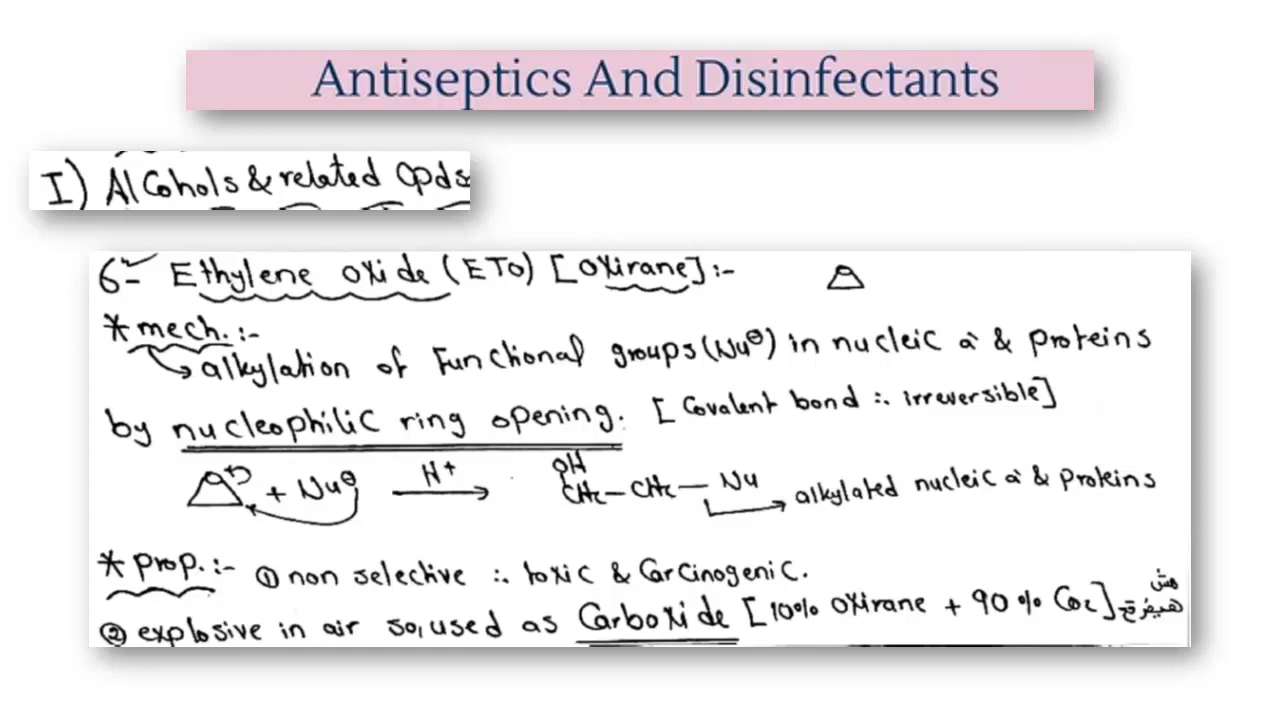 Antiseptics And Disinfectants
I) Alcohols & related Cpds
6- Ethylene oxide (ETO) [oxirane] :-
* mech. :-
↳ alkylation of Functional groups (Nu⊖) in nucleic a- & proteins
by nucleophilic ring opening. [Covalent bond ∴ irreversible]
O + Nu⊖ H+ → OH
CH2 - CH2 - Nu ↳ alkylated nucleic a- & proteins
* prop. :- ① non selective ∴ toxic & Carcinogenic.
② explosive in air so, used as Carboxide [10% oxirane + 90% CO2] مش هيفرقع